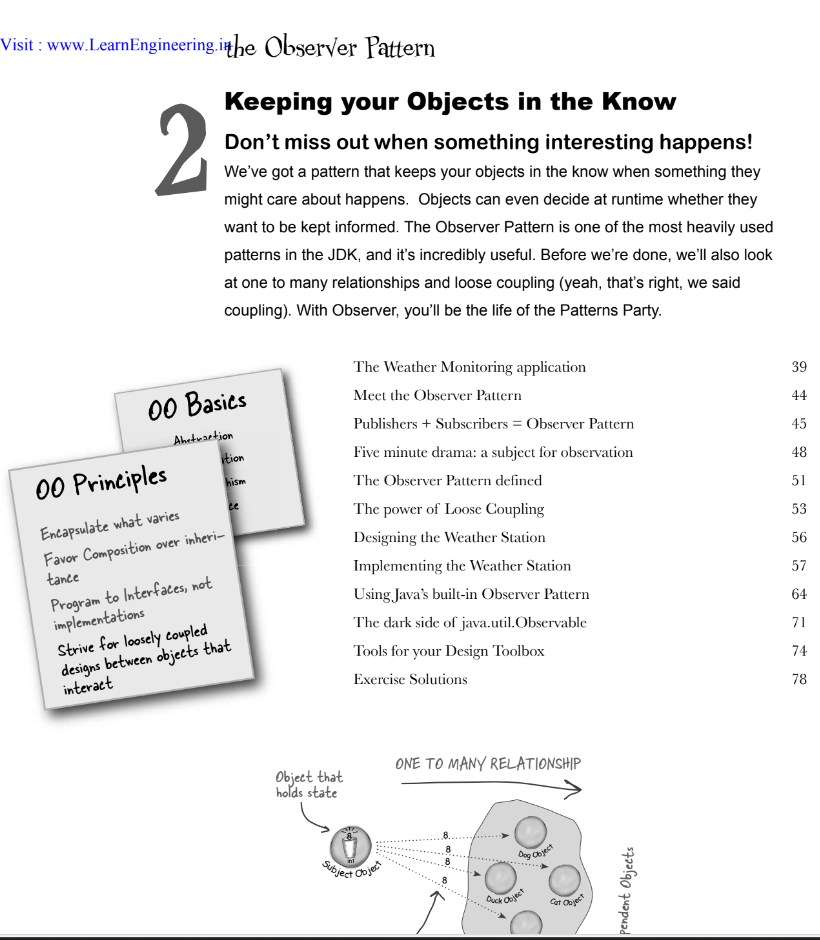 Visit : www.LearnEngineering.in
the Observer Pattern
2
Keeping your Objects in the Know
Don't miss out when something interesting happens!
We've got a pattern that keeps your objects in the know when something they
might care about happens.  Objects can even decide at runtime whether they
want to be kept informed. The Observer Pattern is one of the most heavily used
patterns in the JDK, and it's incredibly useful. Before we're done, we'll also look
at one to many relationships and loose coupling (yeah, that's right, we said
coupling). With Observer, you'll be the life of the Patterns Party.
OO Basics
Abstraction
OO Principles
Encapsulate what varies
Favor Composition over inheri-
tance
Program to Interfaces, not
implementations
Strive for loosely coupled
designs between objects that
interact
The Weather Monitoring application 39
Meet the Observer Pattern 44
Publishers + Subscribers = Observer Pattern 45
Five minute drama: a subject for observation 48
The Observer Pattern defined 51
The power of Loose Coupling 53
Designing the Weather Station 56
Implementing the Weather Station 57
Using Java's built-in Observer Pattern 64
The dark side of java.util.Observable 71
Tools for your Design Toolbox 74
Exercise Solutions 78
ONE TO MANY RELATIONSHIP
Object that
holds state
8
int
Subject Object
8
8
8
8
Dog Object
Duck Object
Cat Object
Objects